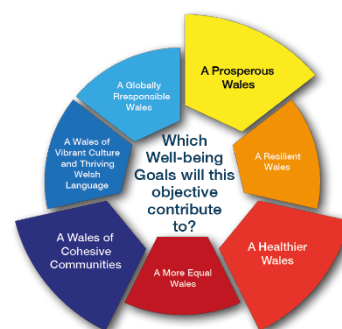 A Prosperous
Wales
A Resilient
Wales
A Healthier
Wales
A More Equal
Wales
A Wales of
Cohesive
Communities
A Wales of
Vibrant Culture
and Thriving
Welsh
Language
A Globally
Rresponsible
Wales
Which
Well-being
Goals will this
objective
contribute
to?